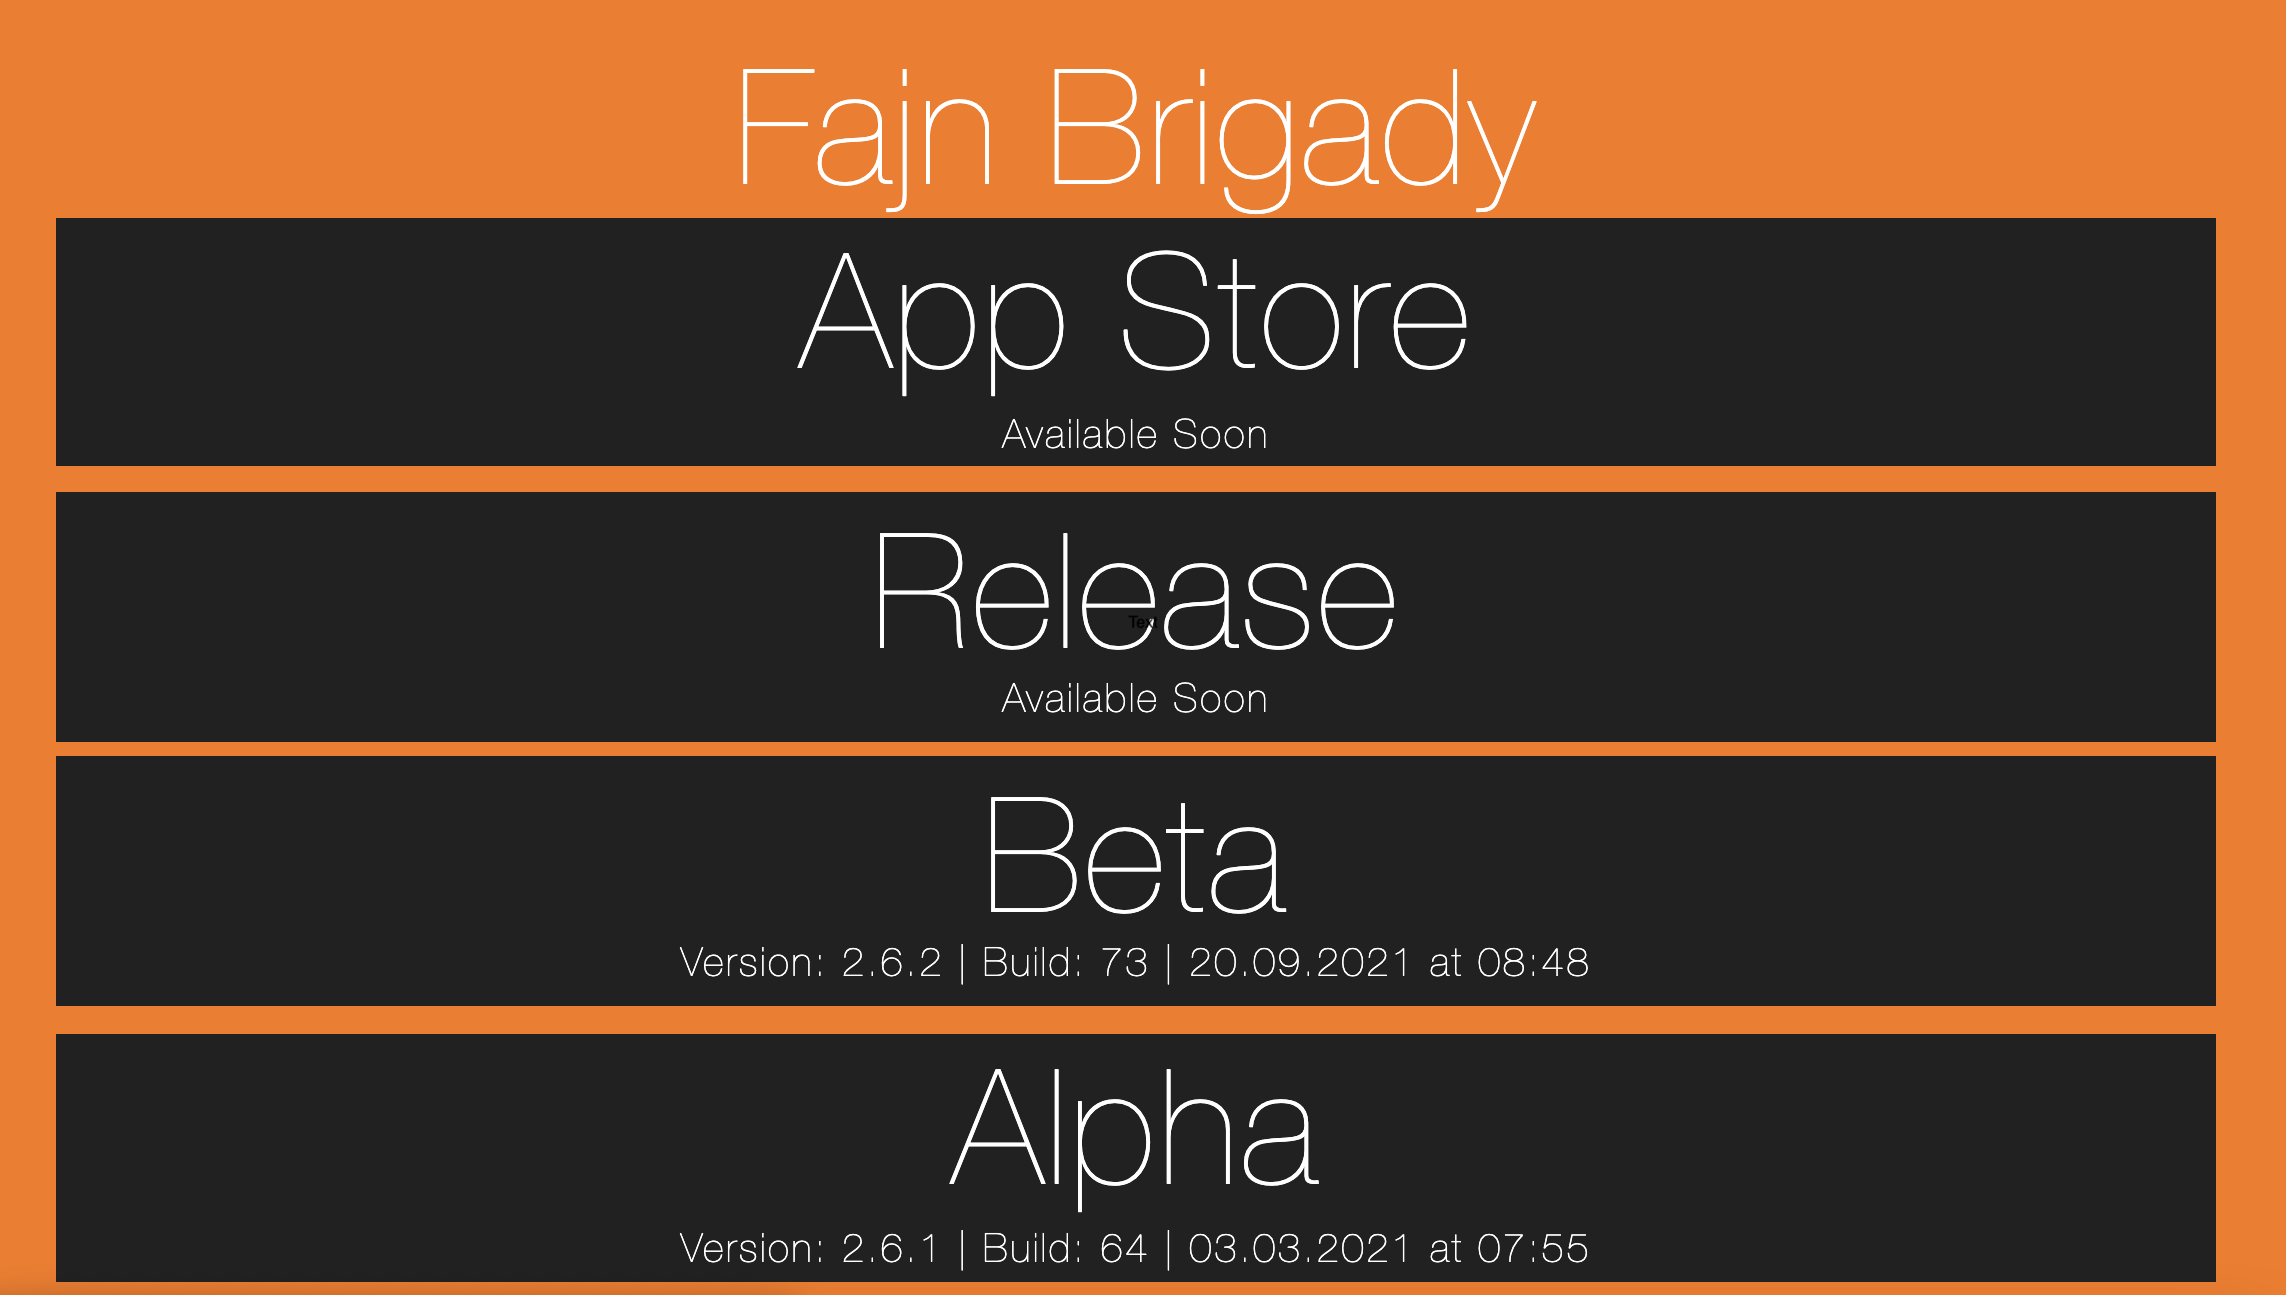 Fajn Brigady
App Store
Available Soon
Release
Text
Available Soon
Beta
Version: 2.6.2 | Build: 73 | 20.09.2021 at 08:48
Alpha
Version: 2.6.1 | Build: 64 | 03.03.2021 at 07:55